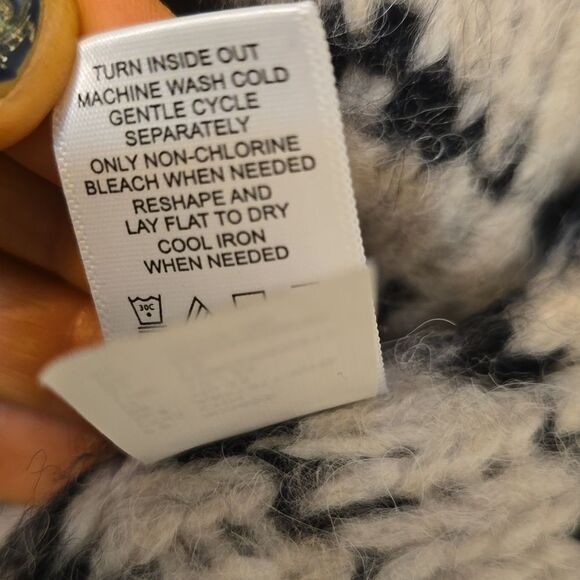 TURN INSIDE OUT
MACHINE WASH COLD
GENTLE CYCLE
SEPARATELY
ONLY NON-CHLORINE
BLEACH WHEN NEEDED
RESHAPE AND
LAY FLAT TO DRY
COOL IRON
WHEN NEEDED
30C